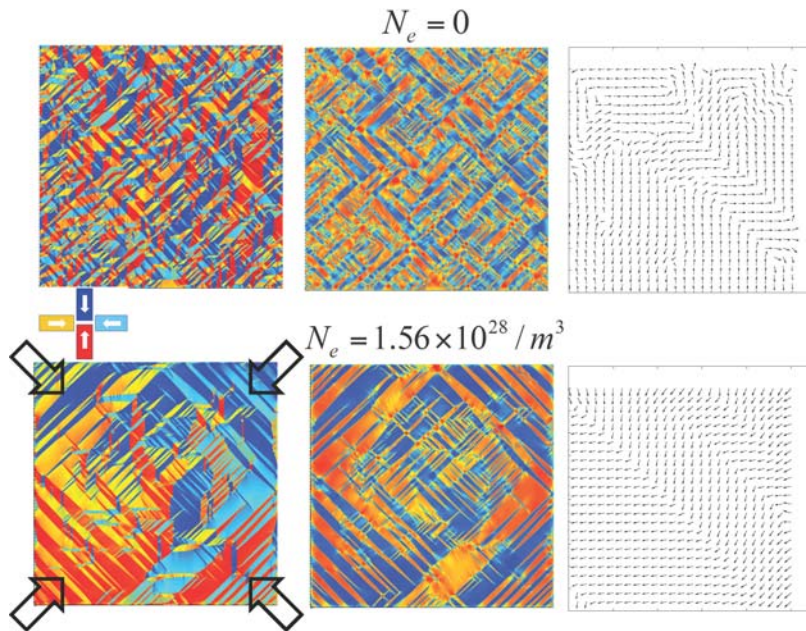 N_e = 0
N_e = 1.56×10^28 / m^3